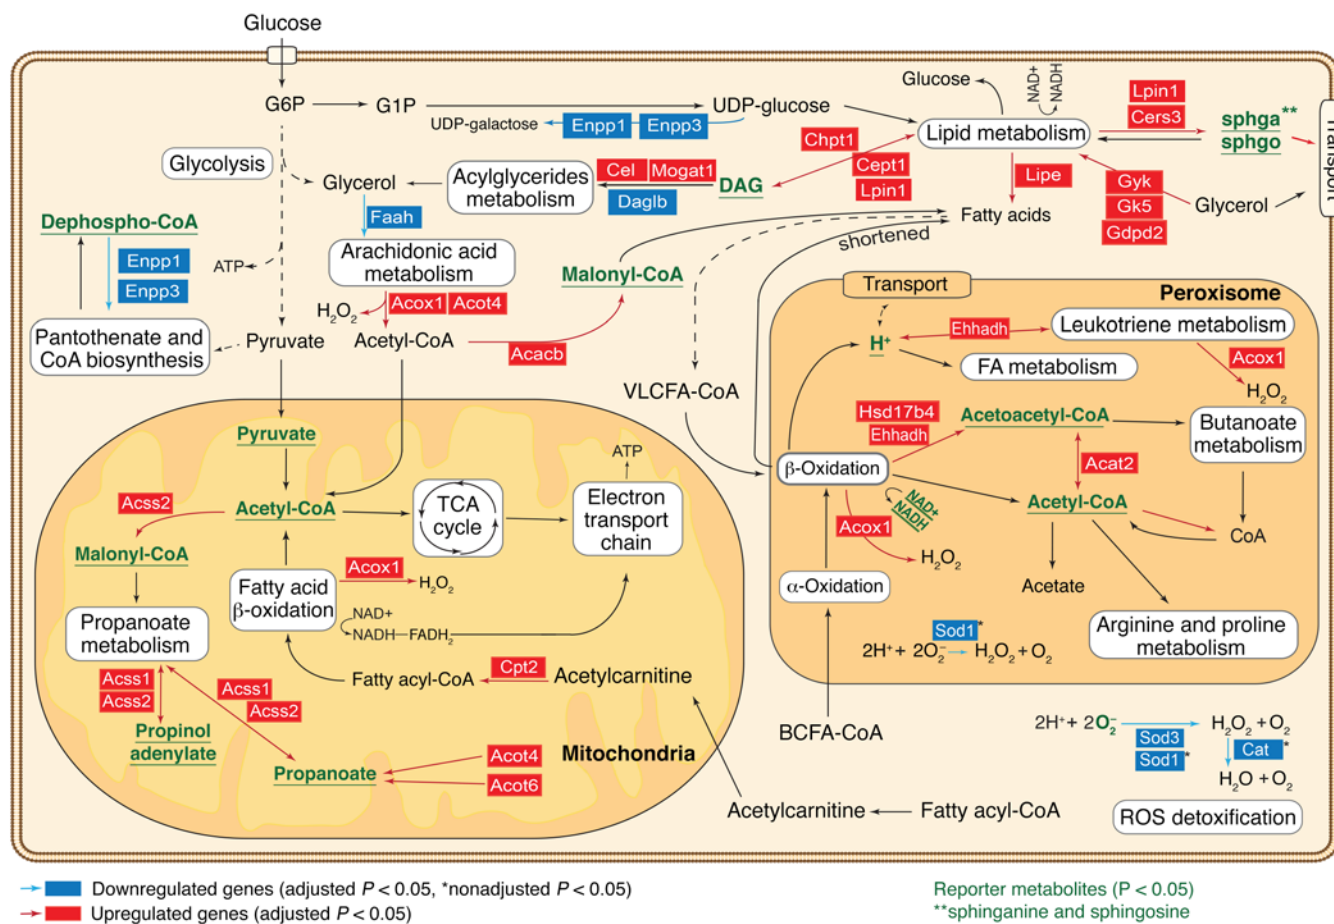 Glucose
G6P
G1P
UDP-glucose
UDP-galactose
Enpp1
Enpp3
Glucose
NAD+
NADH
Lipid metabolism
Lpin1
Cers3
sphga**
sphgo
Transport
Glycolysis
Glycerol
Acylglycerides
metabolism
Cel
Mogat1
Daglb
DAG
Chpt1
Cept1
Lpin1
Lipe
Fatty acids
Gyk
Gk5
Gdpd2
Glycerol
Dephospho-CoA
Enpp1
Enpp3
Pantothenate and
CoA biosynthesis
ATP
Faah
Arachidonic acid
metabolism
H₂O₂
Acox1
Acot4
Pyruvate
Acetyl-CoA
Acacb
Malonyl-CoA
shortened
VLCFA-CoA
Transport
Peroxisome
H⁺
Ehhadh
Leukotriene metabolism
Acox1
H₂O₂
FA metabolism
Hsd17b4
Ehhadh
Acetoacetyl-CoA
Butanoate
metabolism
β-Oxidation
NAD+
NADH
Acat2
Acetyl-CoA
Acox1
H₂O₂
CoA
α-Oxidation
Acetate
Arginine and proline
metabolism
Sod1*
2H⁺ + 2O₂⁻ H₂O₂ + O₂
Pyruvate
Acss2
Acetyl-CoA
TCA
cycle
ATP
Electron
transport
chain
Malonyl-CoA
Fatty acid
β-oxidation
Acox1
H₂O₂
NAD+
NADH
FADH₂
Propanoate
metabolism
Fatty acyl-CoA
Cpt2
Acetylcarnitine
Acss1
Acss2
Acss1
Acss2
Propinol
adenylate
Propanoate
Acot4
Acot6
Mitochondria
BCFA-CoA
Acetylcarnitine
Fatty acyl-CoA
2H⁺ + 2O₂⁻ H₂O₂ + O₂
Sod3
Sod1*
Cat*
H₂O + O₂
ROS detoxification
Downregulated genes (adjusted P < 0.05, *nonadjusted P < 0.05)
Upregulated genes (adjusted P < 0.05)
Reporter metabolites (P < 0.05)
**sphinganine and sphingosine